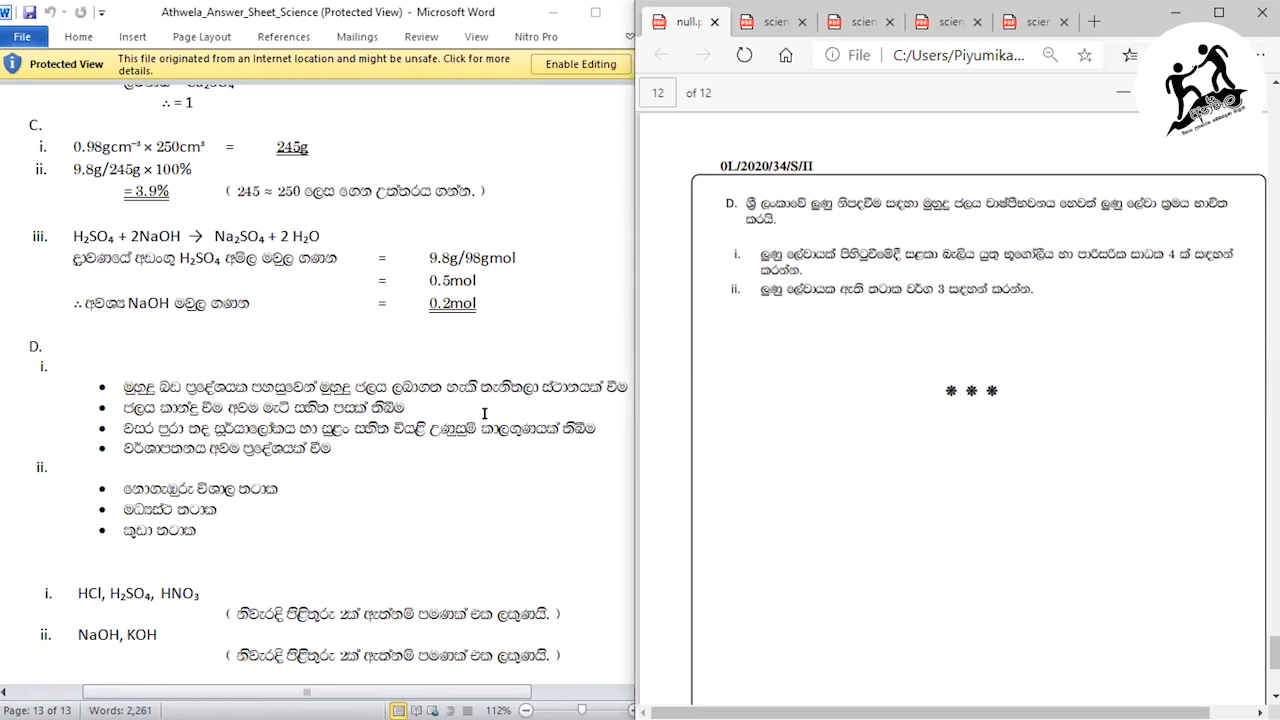 Athwela_Answer_Sheet_Science (Protected View) - Microsoft Word
File Home Insert Page Layout References Mailings Review View Nitro Pro
Protected View This file originated from an Internet location and might be unsafe. Click for more details. Enable Editing
∴ = 1
C.
i. 0.98gcm⁻³ × 250cm³ = 245g
ii. 9.8g/245g × 100%
= 3.9% ( 245 ≈ 250 ලෙස ගෙන උත්තරය ගන්න. )
iii. H₂SO₄ + 2NaOH → Na₂SO₄ + 2 H₂O
ද්‍රාවණයේ අඩංගු H₂SO₄ අම්ල මවුල ගණන = 9.8g/98gmol
= 0.5mol
∴ අවශ්‍ය NaOH මවුල ගණන = 0.2mol
D.
i.
• මුහුදු බඩ ප්‍රදේශයක පහසුවෙන් මුහුදු ජලය ලබාගත හැකි තැනිතලා ස්ථානයක් වීම
• ජලය කාන්දු වීම අවම මැටි සහිත පසක් තිබීම
• වසර පුරා තද සූර්යාලෝකය හා සුළං සහිත වියළි උණුසුම් කාලගුණයක් තිබීම
• වර්ශාපතනය අවම ප්‍රදේශයක් වීම
ii.
• නොගැඹුරු විශාල තටාක
• මධ්‍යස්ථ තටාක
• කුඩා තටාක
i. HCl, H₂SO₄, HNO₃
( නිවැරදි පිළිතුරු 2ක් ඇත්නම් පමණක් එක ලකුණයි. )
ii. NaOH, KOH
( නිවැරදි පිළිතුරු 2ක් ඇත්නම් පමණක් එක ලකුණයි. )
Page: 13 of 13 Words: 2,261 112%
null.p scien scien scien scier
File C:/Users/Piyumika...
12 of 12
අත්වැල
0L/2020/34/S/II
D. ශ්‍රී ලංකාවේ ලුණු නිපදවීම සඳහා මුහුදු ජලය වාෂ්පීභවනය හෙවත් ලුණු ලේවා ක්‍රමය භාවිත
කරයි.
i. ලුණු ලේවායක් පිහිටුවීමේදී සළකා බැලිය යුතු භූගෝලීය හා පාරිසරික සාධක 4 ක් සඳහන්
කරන්න.
ii. ලුණු ලේවායක ඇති තටාක වර්ග 3 සඳහන් කරන්න.
* * *